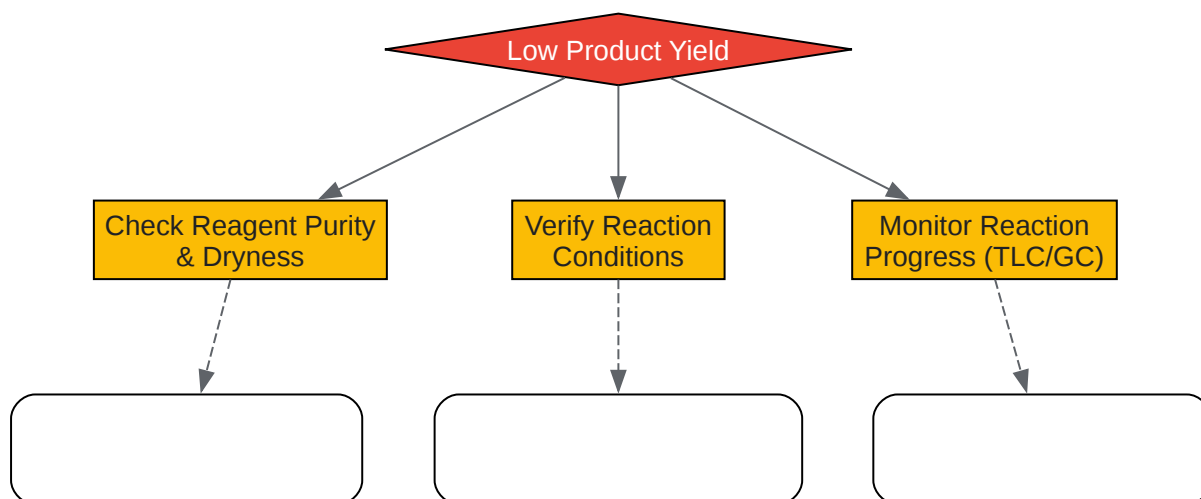 Low Product Yield
Check Reagent Purity
& Dryness
Verify Reaction
Conditions
Monitor Reaction
Progress (TLC/GC)